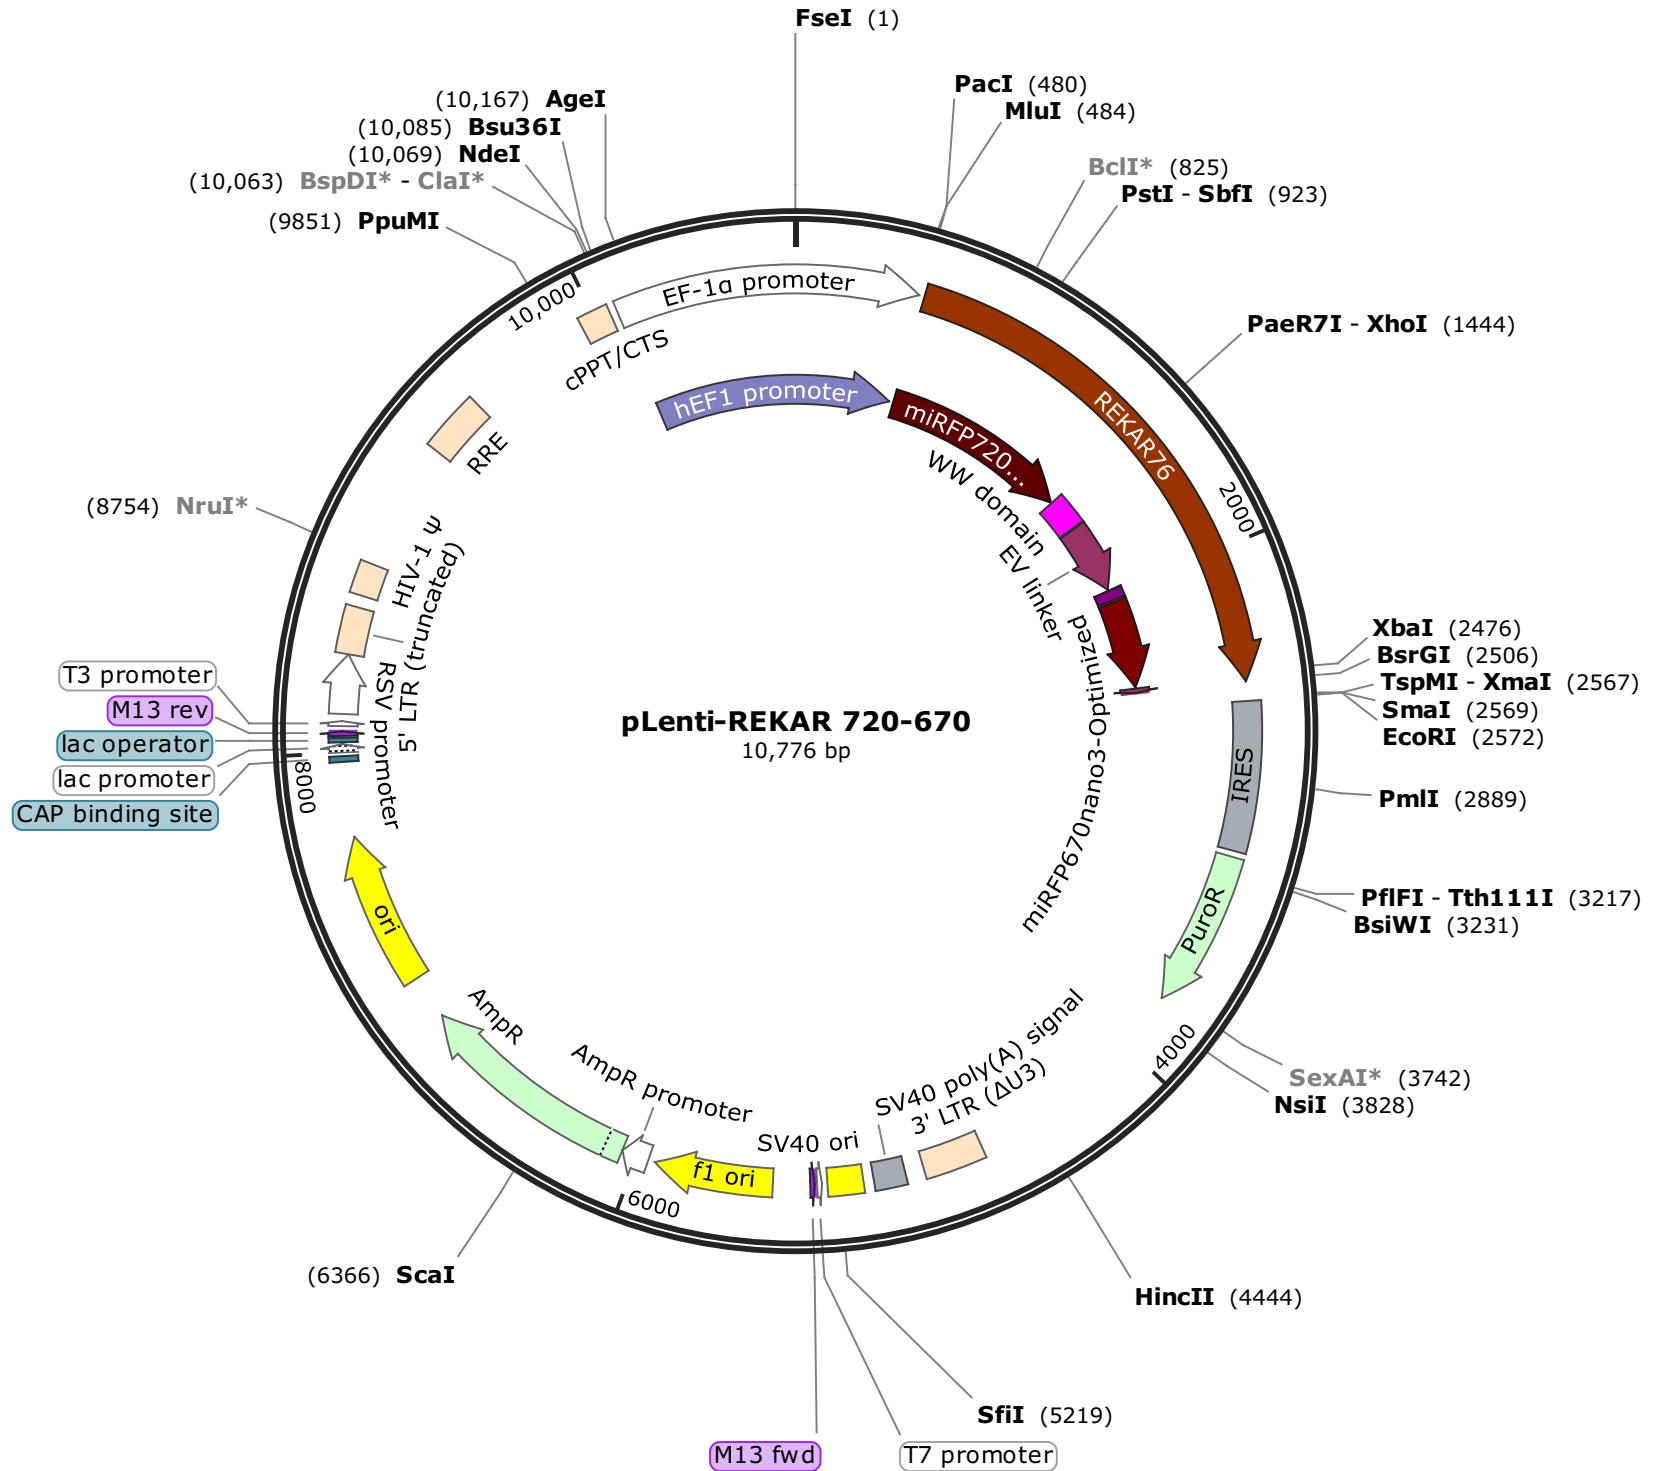 FseI (1)
PacI (480)
MluI (484)
BclI* (825)
PstI - SbfI (923)
PaeR7I - XhoI (1444)
XbaI (2476)
BsrGI (2506)
TspMI - XmaI (2567)
SmaI (2569)
EcoRI (2572)
PmlI (2889)
PflFI - Tth111I (3217)
BsiWI (3231)
SexAI* (3742)
NsiI (3828)
HincII (4444)
SfiI (5219)
T7 promoter
M13 fwd
(6366) ScaI
CAP binding site
lac promoter
lac operator
M13 rev
T3 promoter
(8754) NruI*
(9851) PpuMI
(10,063) BspDI* - ClaI*
(10,069) NdeI
(10,085) Bsu36I
(10,167) AgeI
2000
4000
6000
8000
10,000
EF-1α promoter
REKAR76
IRES
PuroR
3' LTR (ΔU3)
SV40 poly(A) signal
SV40 ori
f1 ori
AmpR promoter
AmpR
ori
RSV promoter
5' LTR (truncated)
HIV-1 Ψ
RRE
cPPT/CTS
hEF1 promoter
miRFP720...
WW domain
EV linker
miRFP670nano3-Optimized
pLenti-REKAR 720-670
10,776 bp